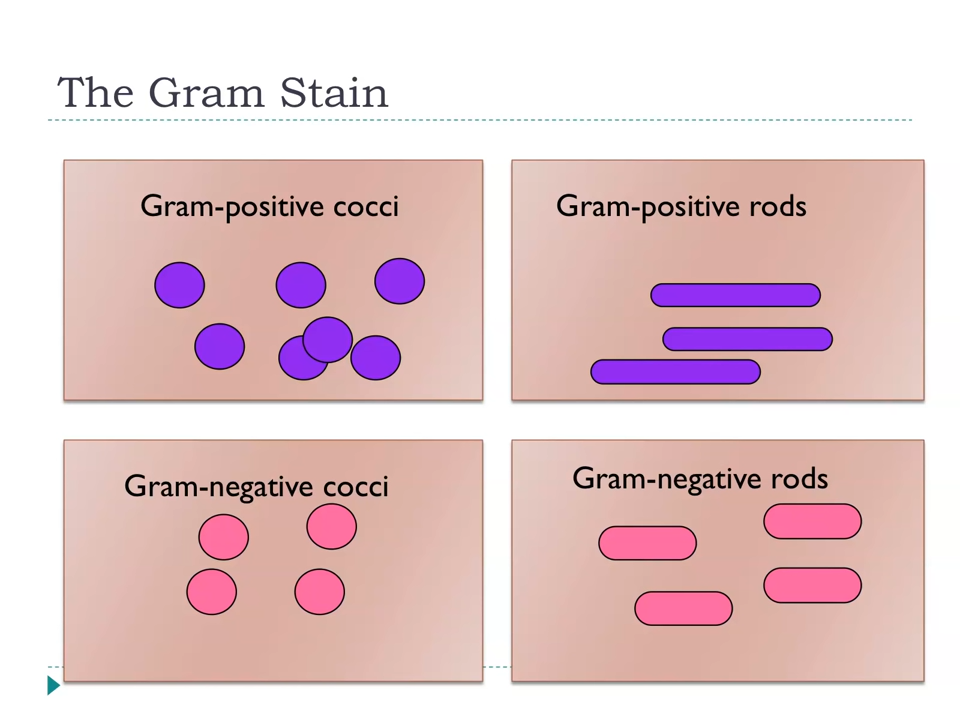 The Gram Stain
Gram-positive cocci
Gram-positive rods
Gram-negative cocci
Gram-negative rods